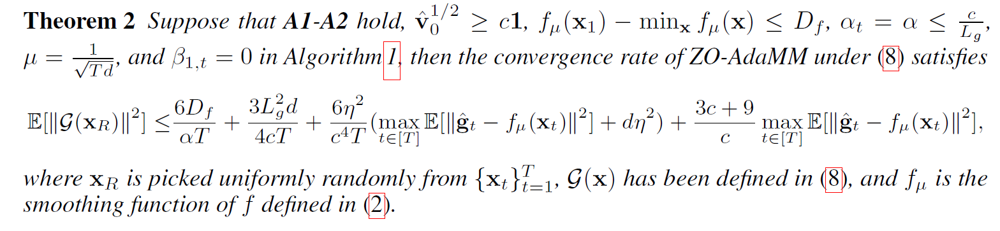 Theorem 2 Suppose that A1-A2 hold, $\hat{\mathbf{v}}_0^{1/2} \geq c\mathbf{1}$, $f_\mu(\mathbf{x}_1) - \min_{\mathbf{x}} f_\mu(\mathbf{x}) \leq D_f$, $\alpha_t = \alpha \leq \frac{c}{L_g}$,
$\mu = \frac{1}{\sqrt{Td}}$, and $\beta_{1,t} = 0$ in Algorithm 1, then the convergence rate of ZO-AdaMM under (8) satisfies
$\mathbb{E}[\|\mathcal{G}(\mathbf{x}_R)\|^2] \leq \frac{6D_f}{\alpha T} + \frac{3L_g^2 d}{4cT} + \frac{6\eta^2}{c^4 T}(\max_{t \in [T]} \mathbb{E}[\|\hat{\mathbf{g}}_t - f_\mu(\mathbf{x}_t)\|^2] + d\eta^2) + \frac{3c+9}{c} \max_{t \in [T]} \mathbb{E}[\|\hat{\mathbf{g}}_t - f_\mu(\mathbf{x}_t)\|^2],$
where $\mathbf{x}_R$ is picked uniformly randomly from $\{\mathbf{x}_t\}_{t=1}^T$, $\mathcal{G}(\mathbf{x})$ has been defined in (8), and $f_\mu$ is the
smoothing function of $f$ defined in (2).